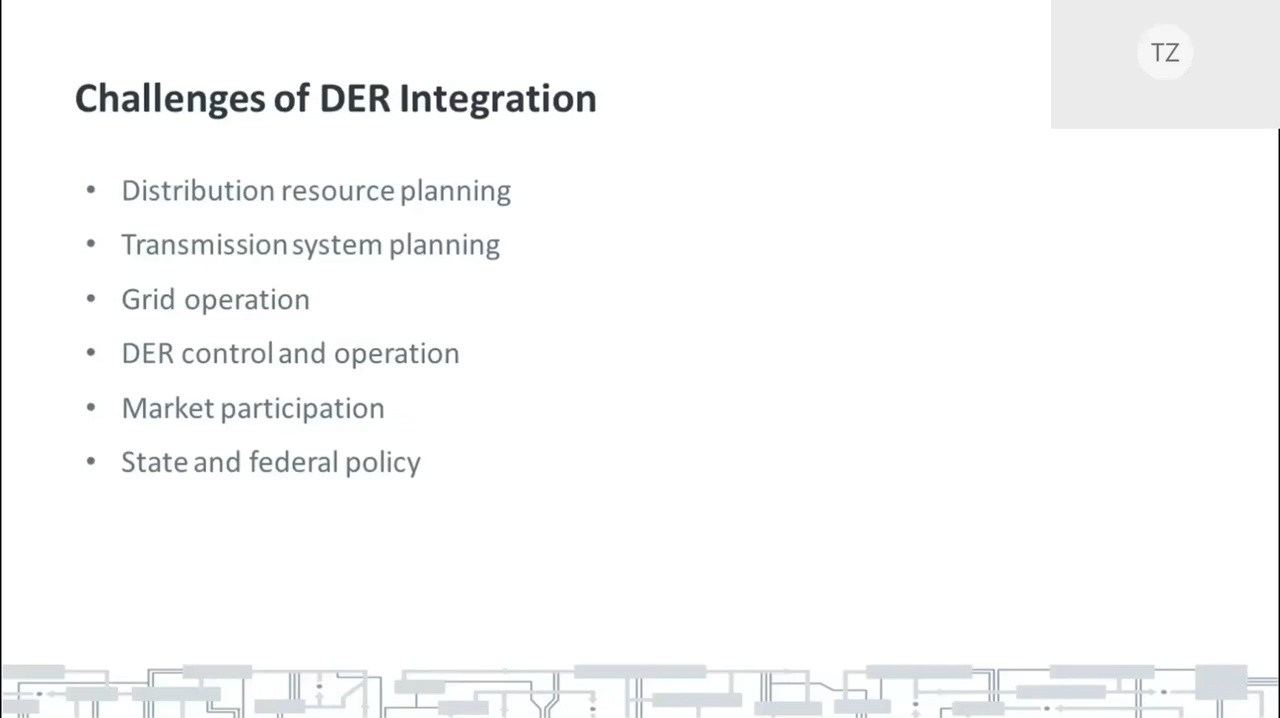 TZ
Challenges of DER Integration
• Distribution resource planning
• Transmission system planning
• Grid operation
• DER control and operation
• Market participation
• State and federal policy